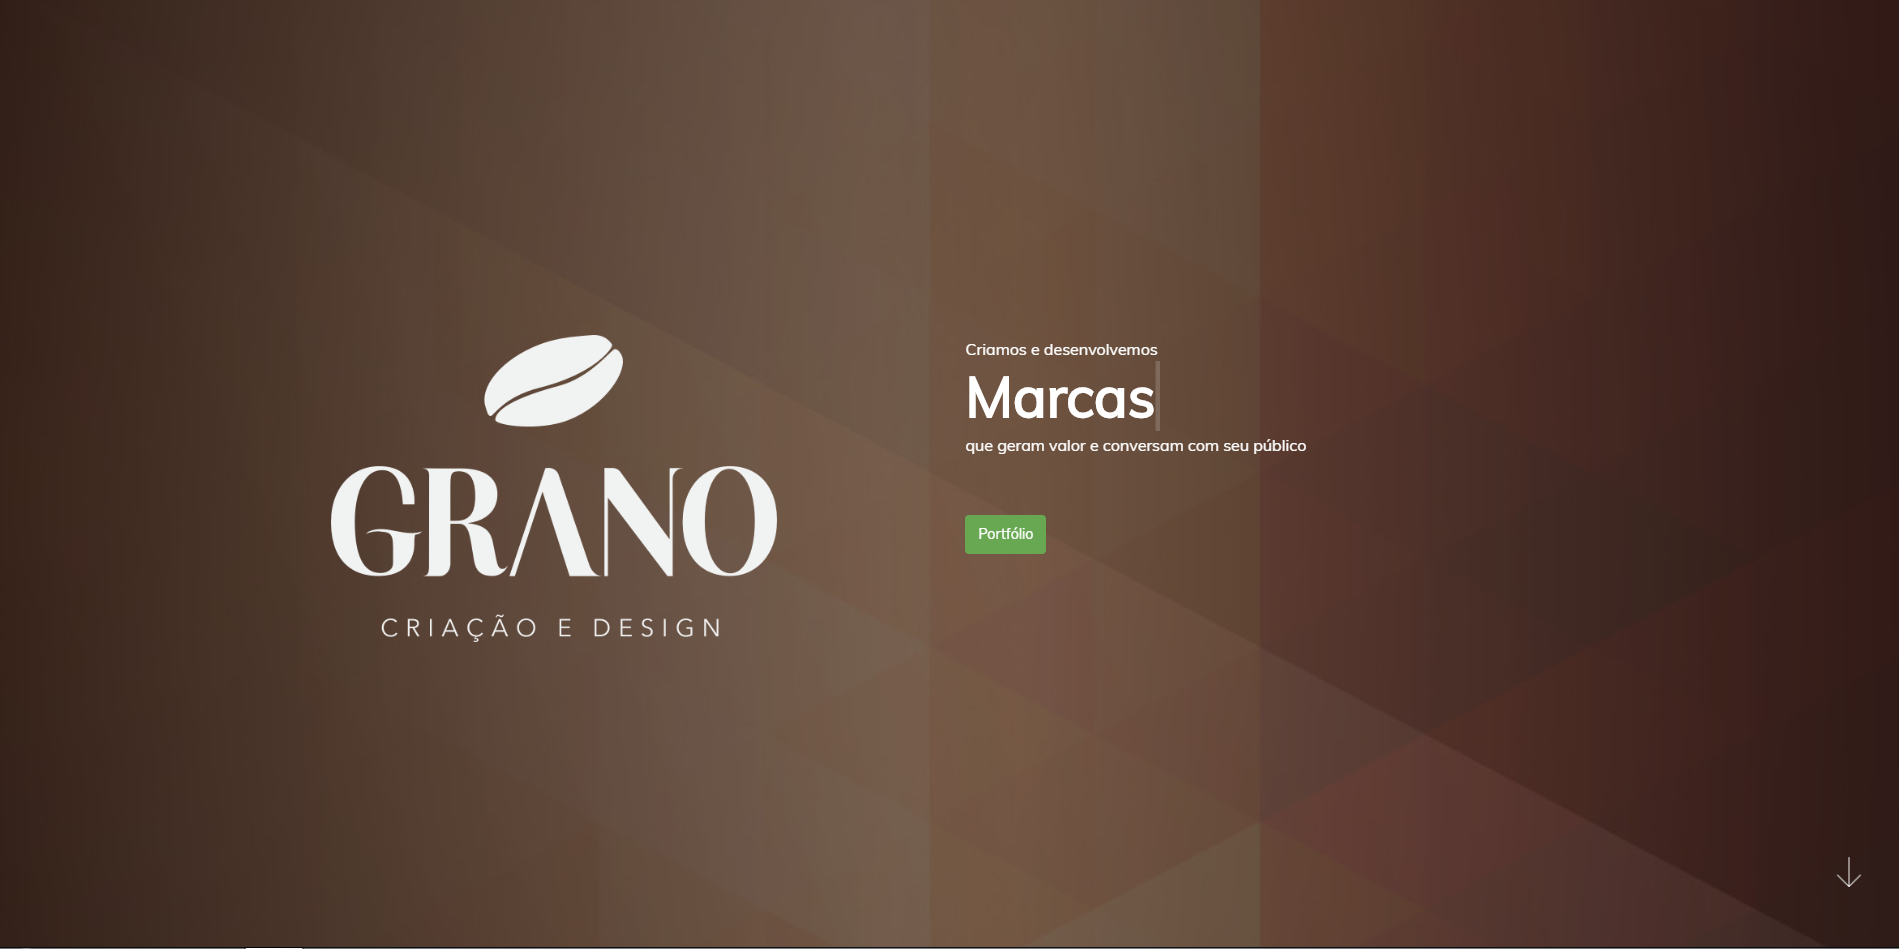 GRANO
CRIAÇÃO E DESIGN
Criamos e desenvolvemos
Marcas
que geram valor e conversam com seu público
Portfólio